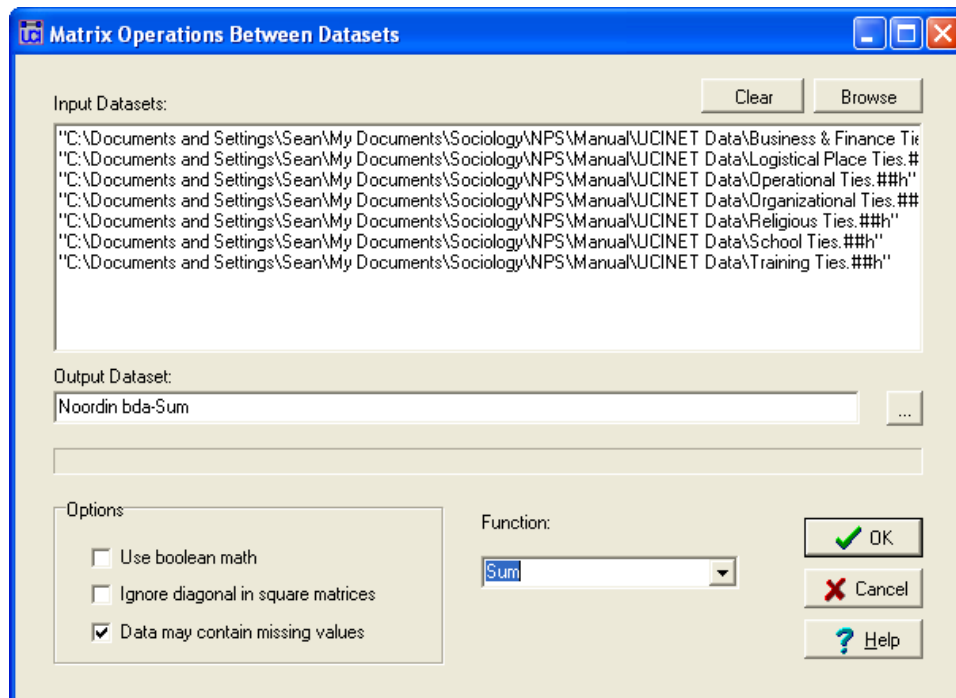 Matrix Operations Between Datasets
Input Datasets:
Clear
Browse
"C:\Documents and Settings\Sean\My Documents\Sociology\NPS\Manual\UCINET Data\Business & Finance Tie
"C:\Documents and Settings\Sean\My Documents\Sociology\NPS\Manual\UCINET Data\Logistical Place Ties.#
"C:\Documents and Settings\Sean\My Documents\Sociology\NPS\Manual\UCINET Data\Operational Ties.##h"
"C:\Documents and Settings\Sean\My Documents\Sociology\NPS\Manual\UCINET Data\Organizational Ties.##
"C:\Documents and Settings\Sean\My Documents\Sociology\NPS\Manual\UCINET Data\Religious Ties.##h"
"C:\Documents and Settings\Sean\My Documents\Sociology\NPS\Manual\UCINET Data\School Ties.##h"
"C:\Documents and Settings\Sean\My Documents\Sociology\NPS\Manual\UCINET Data\Training Ties.##h"
Output Dataset:
Noordin bda-Sum
...
Options
Use boolean math
Ignore diagonal in square matrices
Data may contain missing values
Function:
Sum
OK
Cancel
Help